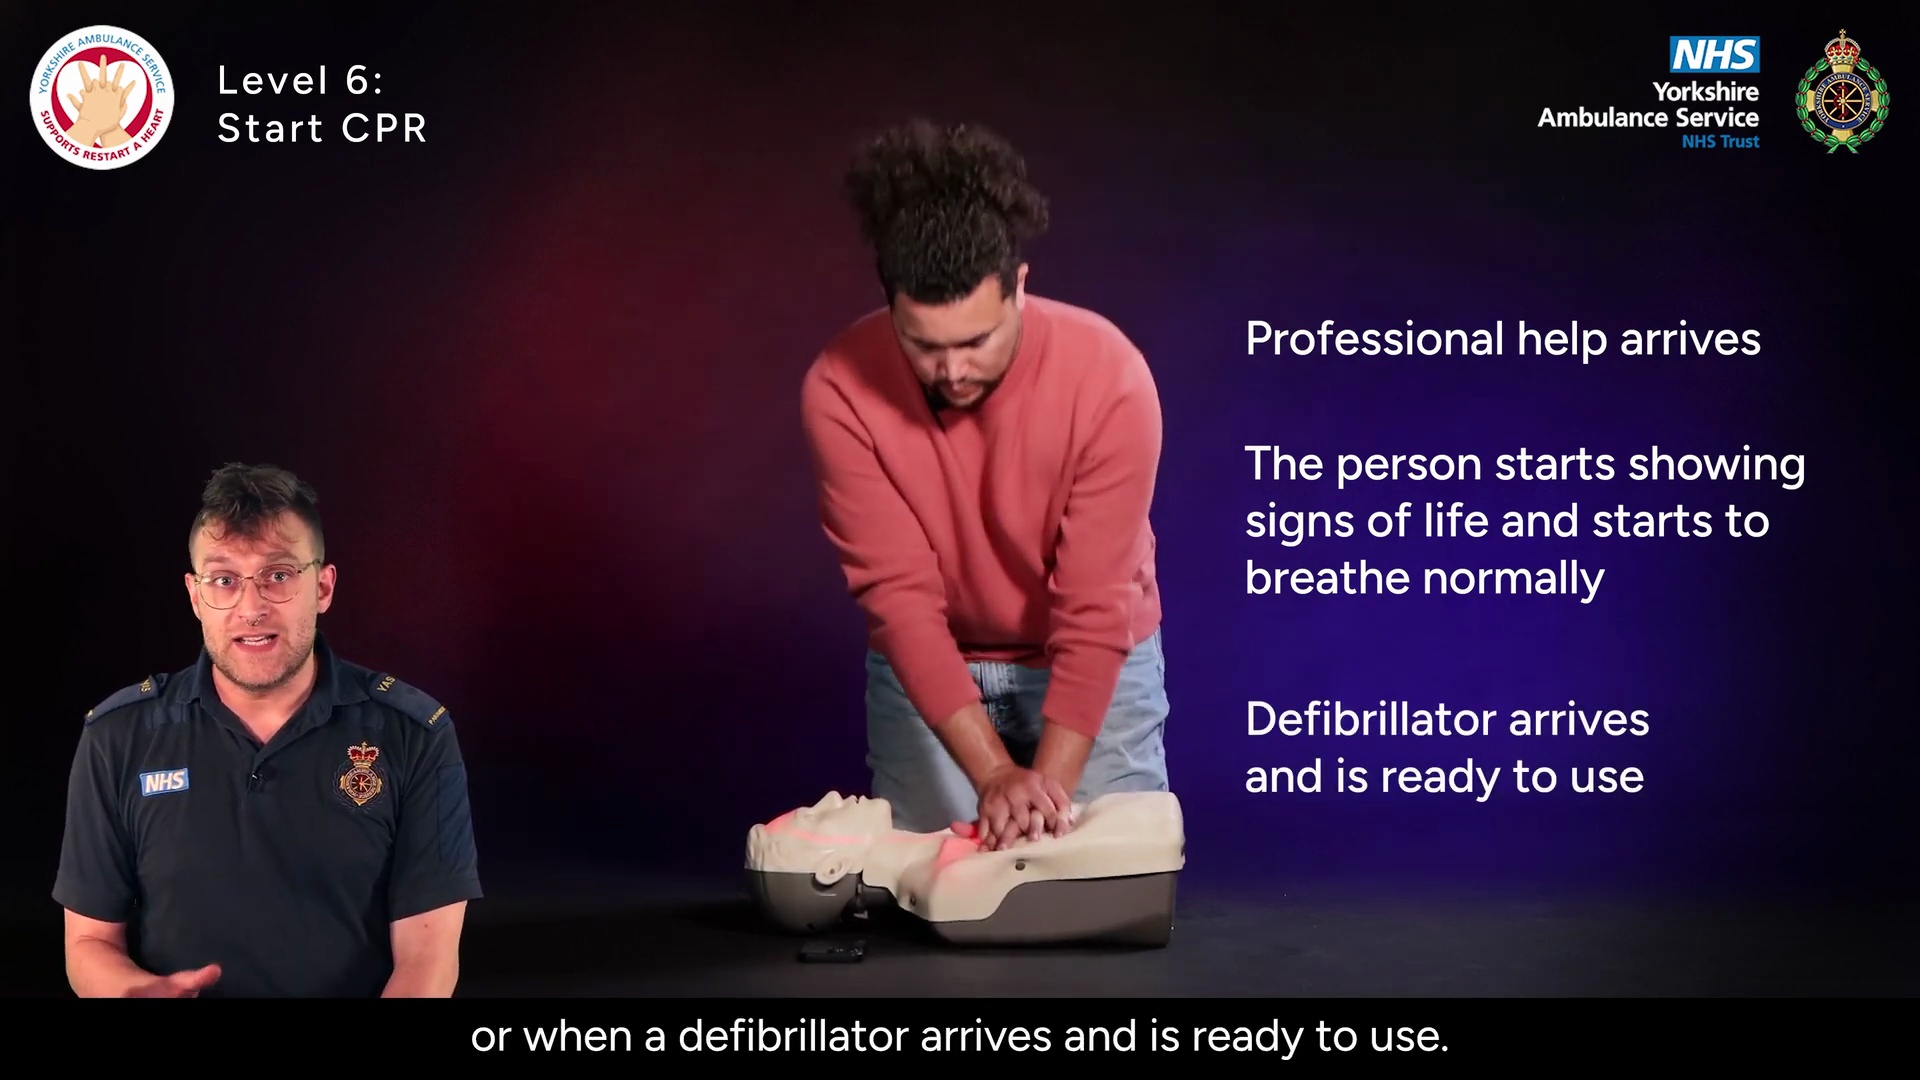 YORKSHIRE AMBULANCE SERVICE
SUPPORTS RESTART A HEART
Level 6:
Start CPR
NHS
Yorkshire
Ambulance Service
NHS Trust
Professional help arrives
The person starts showing
signs of life and starts to
breathe normally
Defibrillator arrives
and is ready to use
YAS
NHS
or when a defibrillator arrives and is ready to use.